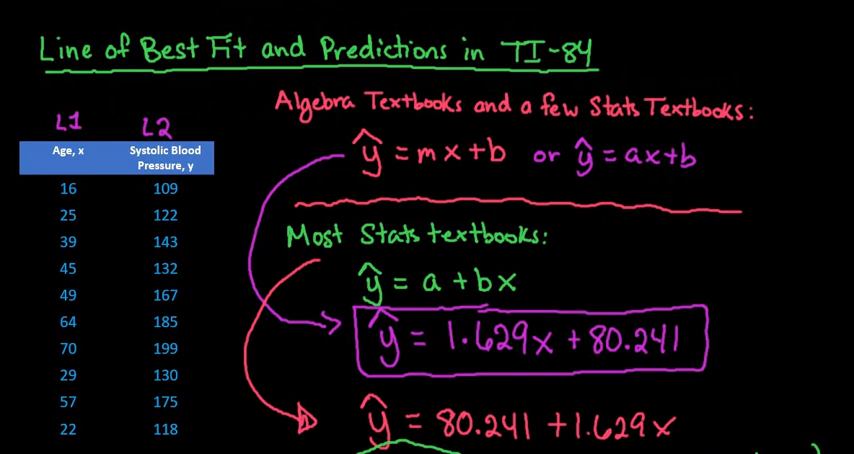 Line of Best Fit and Predictions in TI-84
Algebra Textbooks and a few Stats Textbooks:
L1 L2
Age, x Systolic Blood Pressure, y
16 109
25 122
39 143
45 132
49 167
64 185
70 199
29 130
57 175
22 118
ŷ = mx+b or ŷ = ax+b
Most Stats textbooks:
ŷ = a + bx
ŷ = 1.629x + 80.241
ŷ = 80.241 + 1.629x